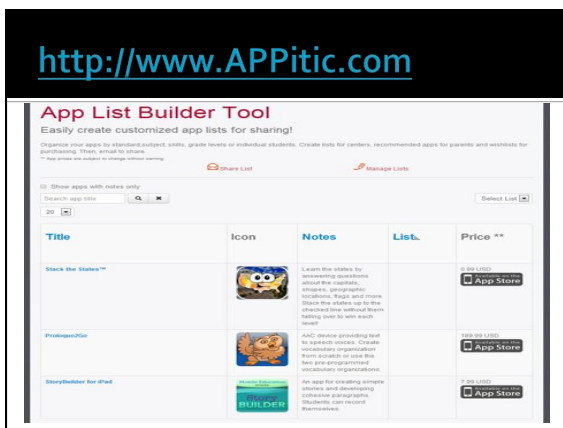 http://www.APPitic.com
App List Builder Tool
Easily create customized app lists for sharing!
Organize your apps by standard,subject, skills, grade levels or individual students. Create lists for centers, recommended apps for parents and wishlists for
purchasing. Then, email to share.
** App prices are subject to change without warning
Share List
Manage Lists
Show apps with notes only
Search app title
Select List
20
Title Icon Notes List Price **
Stack the States™
Learn the states by
answering questions
about the capitals,
shapes, geographic
locations, flags and more.
Stack the states up to the
checked line without them
falling over to win each
level!
0.99 USD
Available on the
App Store
Proloquo2Go
AAC device providing text
to speech voices. Create
vocabulary organization
from scratch or use the
two pre-programmed
vocabulary organizations.
189.99 USD
Available on the
App Store
StoryBuilder for iPad
Mobile Education
Story
BUILDER
An app for creating simple
stories and developing
cohesive paragraphs.
Students can record
themselves.
7.99 USD
Available on the
App Store